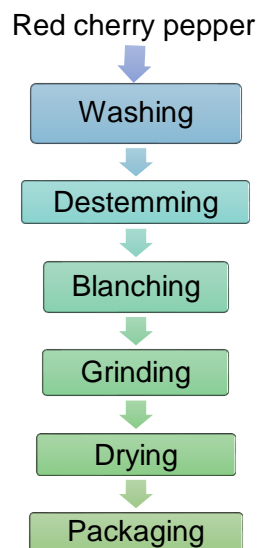 Red cherry pepper
Washing
Destemming
Blanching
Grinding
Drying
Packaging